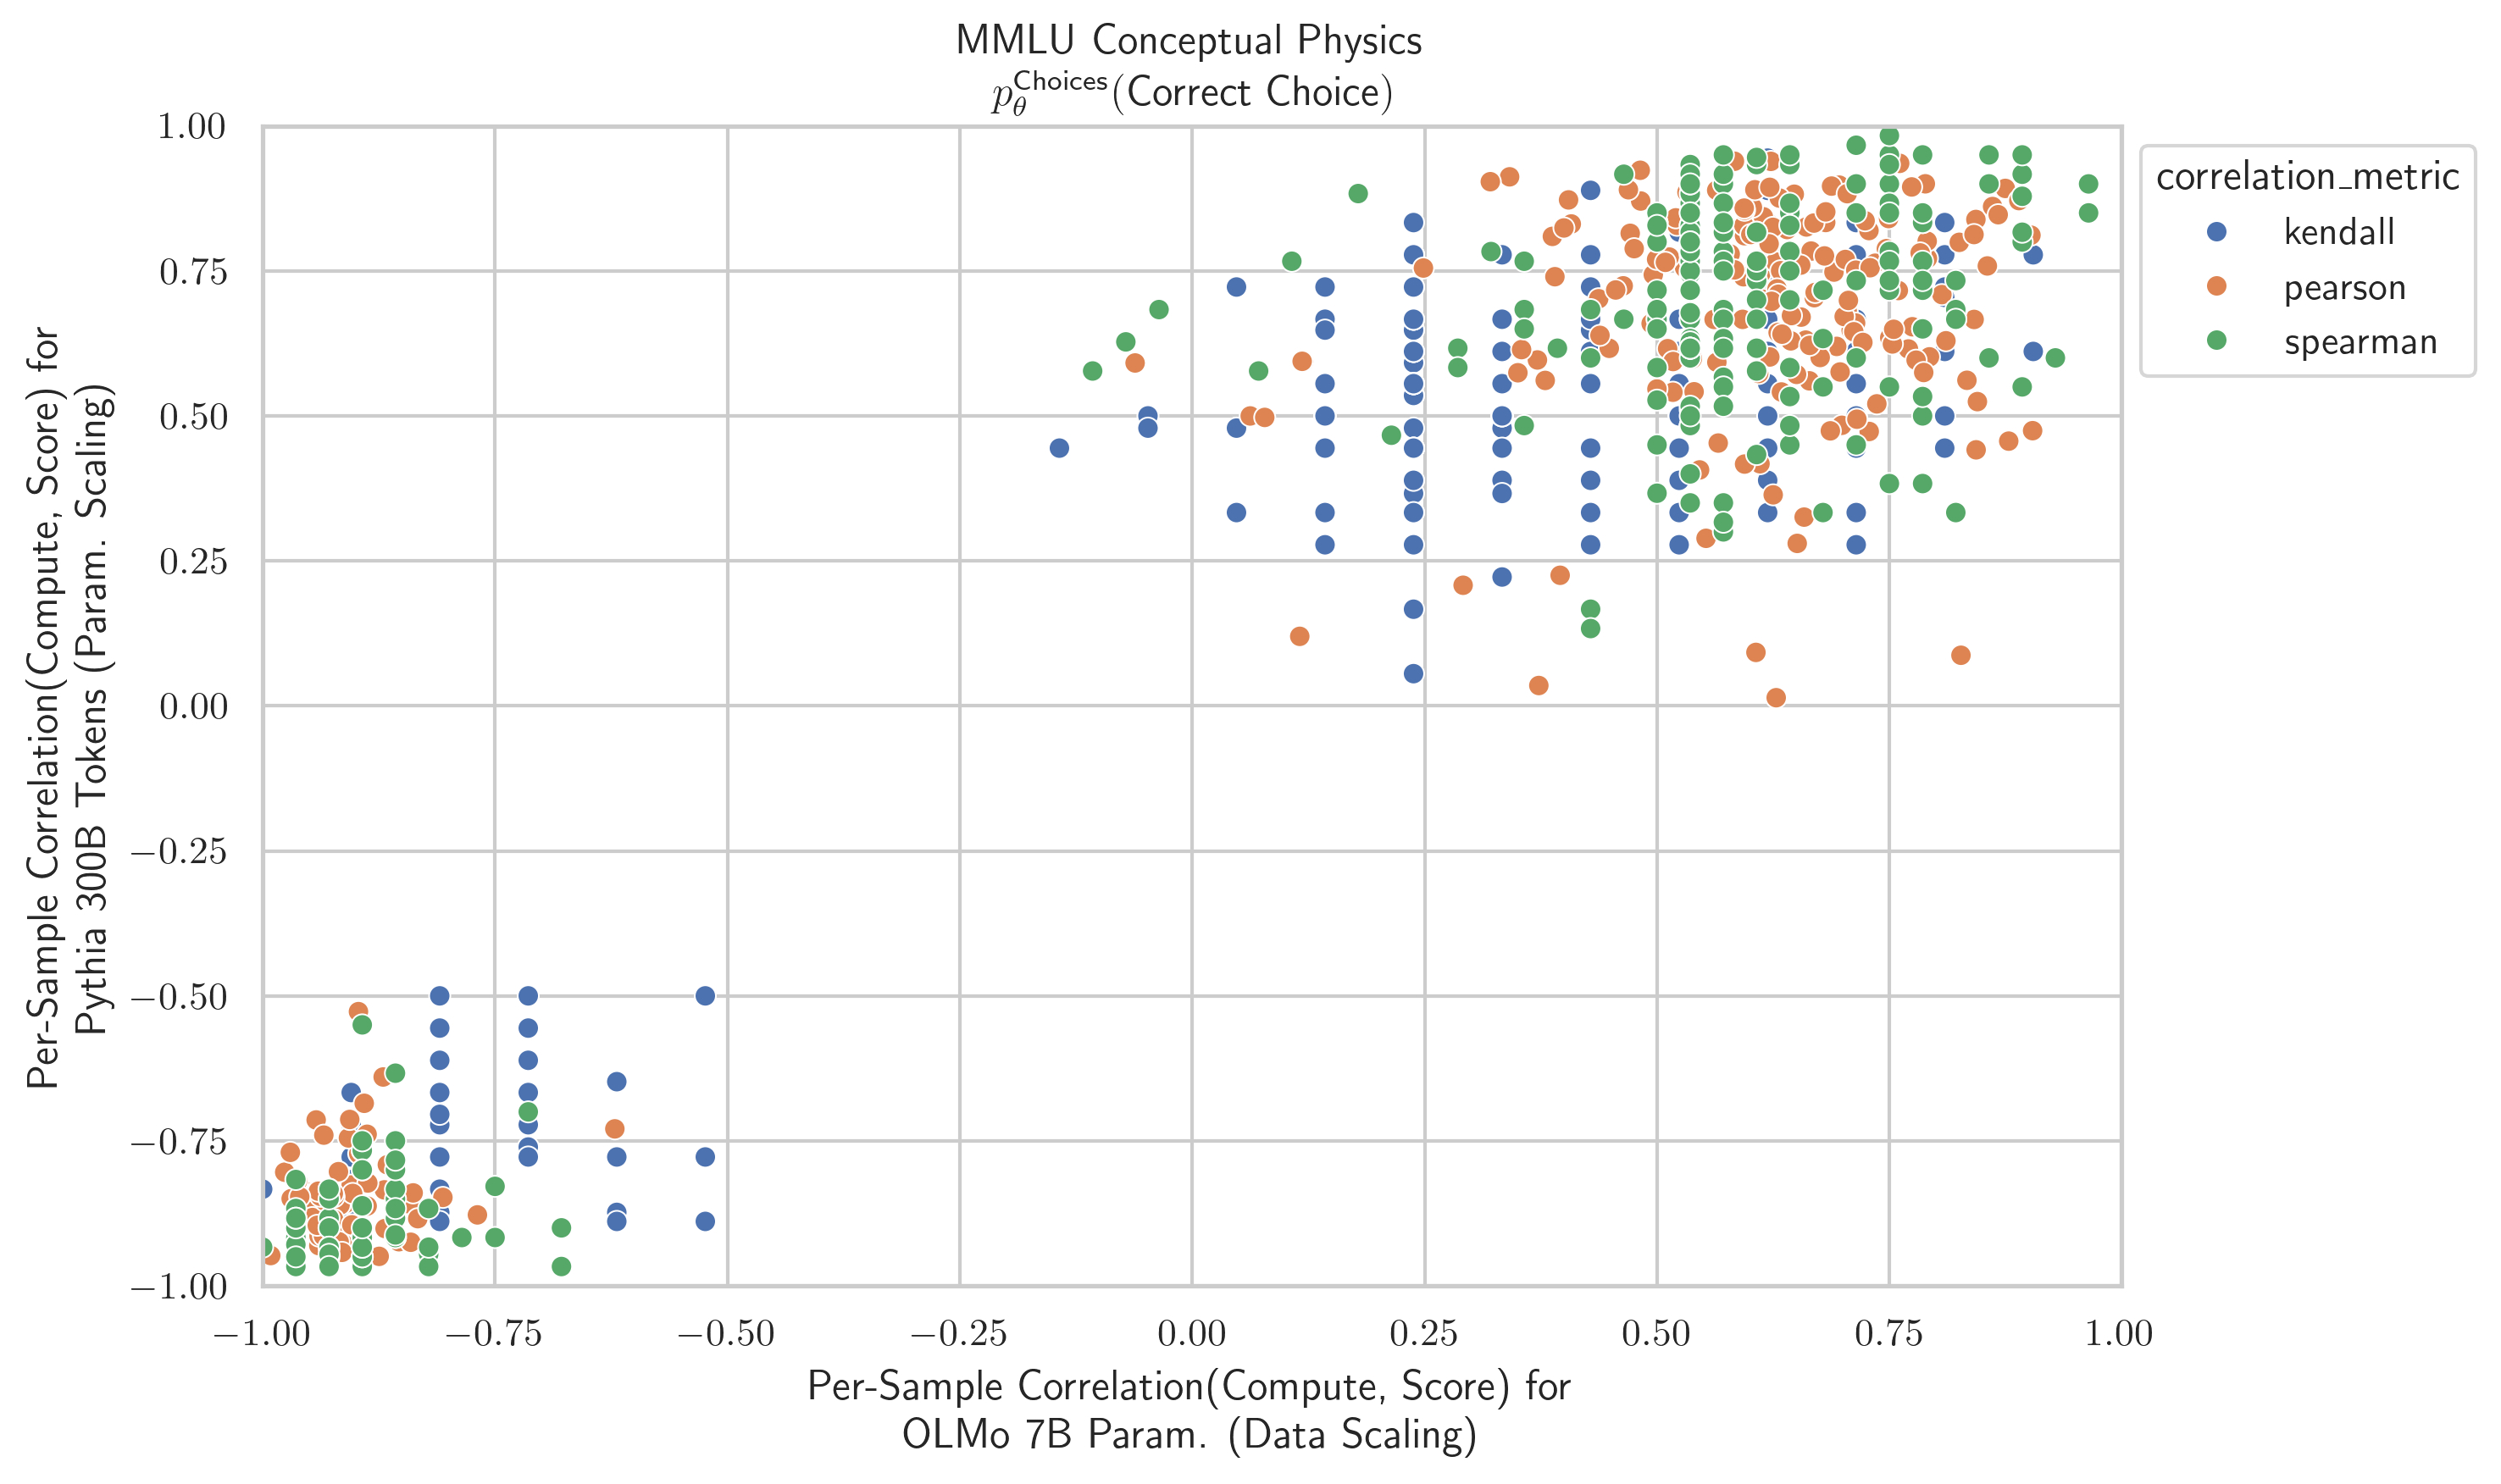 MMLU Conceptual Physics
p_θ^Choices(Correct Choice)
1.00
0.75
0.50
0.25
0.00
−0.25
−0.50
−0.75
−1.00
Per-Sample Correlation(Compute, Score) for
Pythia 300B Tokens (Param. Scaling)
−1.00 −0.75 −0.50 −0.25 0.00 0.25 0.50 0.75 1.00
Per-Sample Correlation(Compute, Score) for
OLMo 7B Param. (Data Scaling)
correlation_metric
kendall
pearson
spearman